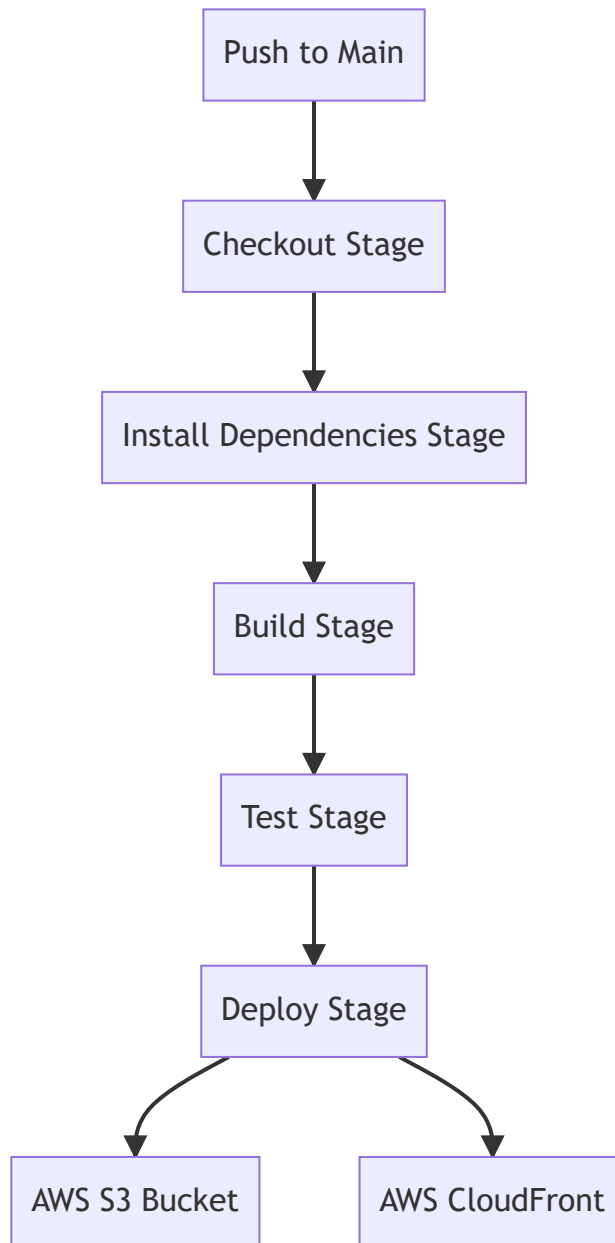 Push to Main
Checkout Stage
Install Dependencies Stage
Build Stage
Test Stage
Deploy Stage
AWS S3 Bucket
AWS CloudFront